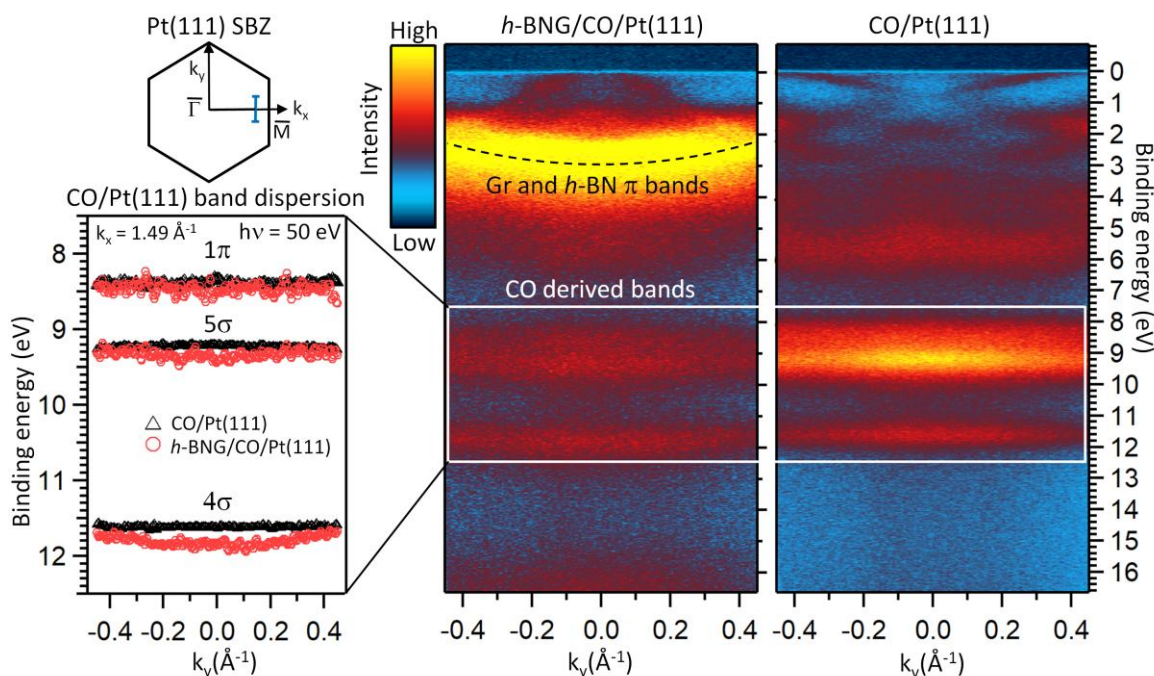 Pt(111) SBZ
k_y
Γ̅
k_x
M̅
High
Intensity
Low
h-BNG/CO/Pt(111)
CO/Pt(111)
Gr and h-BN π bands
CO derived bands
CO/Pt(111) band dispersion
k_x = 1.49 Å⁻¹ hν = 50 eV
1π
5σ
CO/Pt(111)
h-BNG/CO/Pt(111)
4σ
Binding energy (eV)
8
9
10
11
12
-0.4 -0.2 0.0 0.2 0.4
k_y(Å⁻¹)
-0.4 -0.2 0.0 0.2 0.4
k_y(Å⁻¹)
-0.4 -0.2 0.0 0.2 0.4
k_y(Å⁻¹)
0
1
2
3
4
5
6
7
8
9
10
11
12
13
14
15
16
Binding energy (eV)
Binding energy (eV)